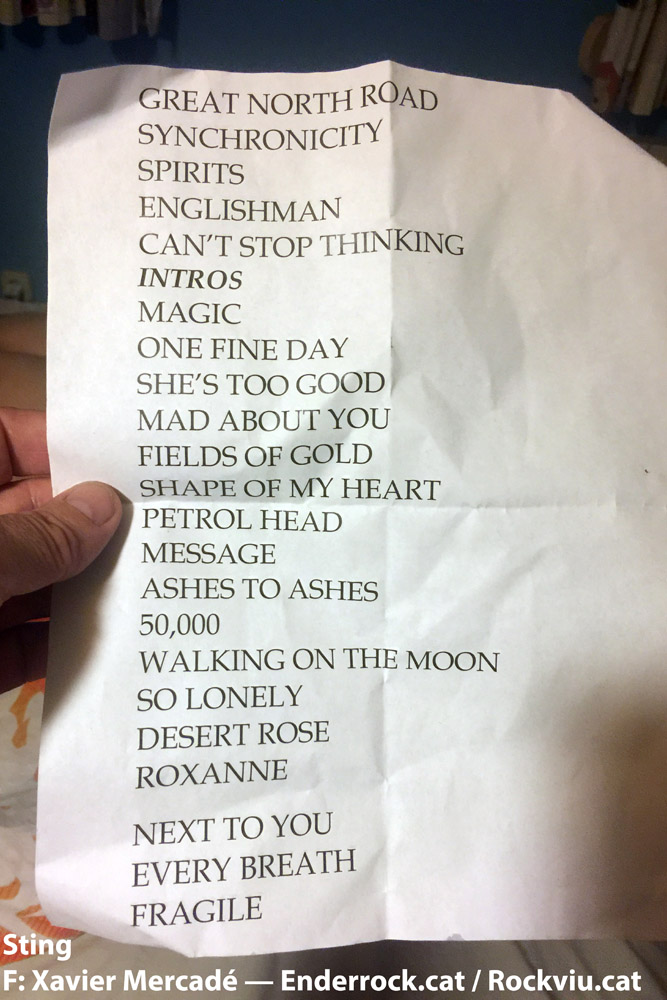 GREAT NORTH ROAD
SYNCHRONICITY
SPIRITS
ENGLISHMAN
CAN'T STOP THINKING
INTROS
MAGIC
ONE FINE DAY
SHE'S TOO GOOD
MAD ABOUT YOU
FIELDS OF GOLD
SHAPE OF MY HEART
PETROL HEAD
MESSAGE
ASHES TO ASHES
50,000
WALKING ON THE MOON
SO LONELY
DESERT ROSE
ROXANNE
NEXT TO YOU
EVERY BREATH
FRAGILE
Sting
F: Xavier Mercadé — Enderrock.cat / Rockviu.cat